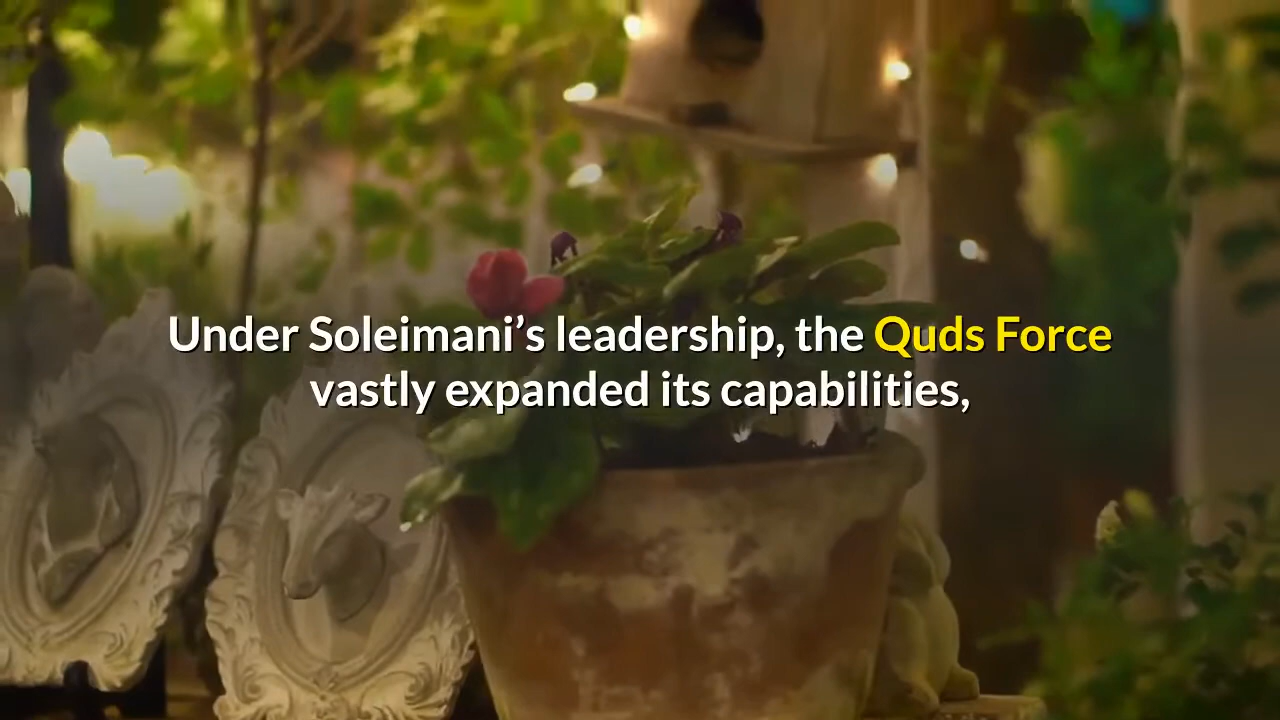 Under Soleimani’s leadership, the Quds Force
vastly expanded its capabilities,